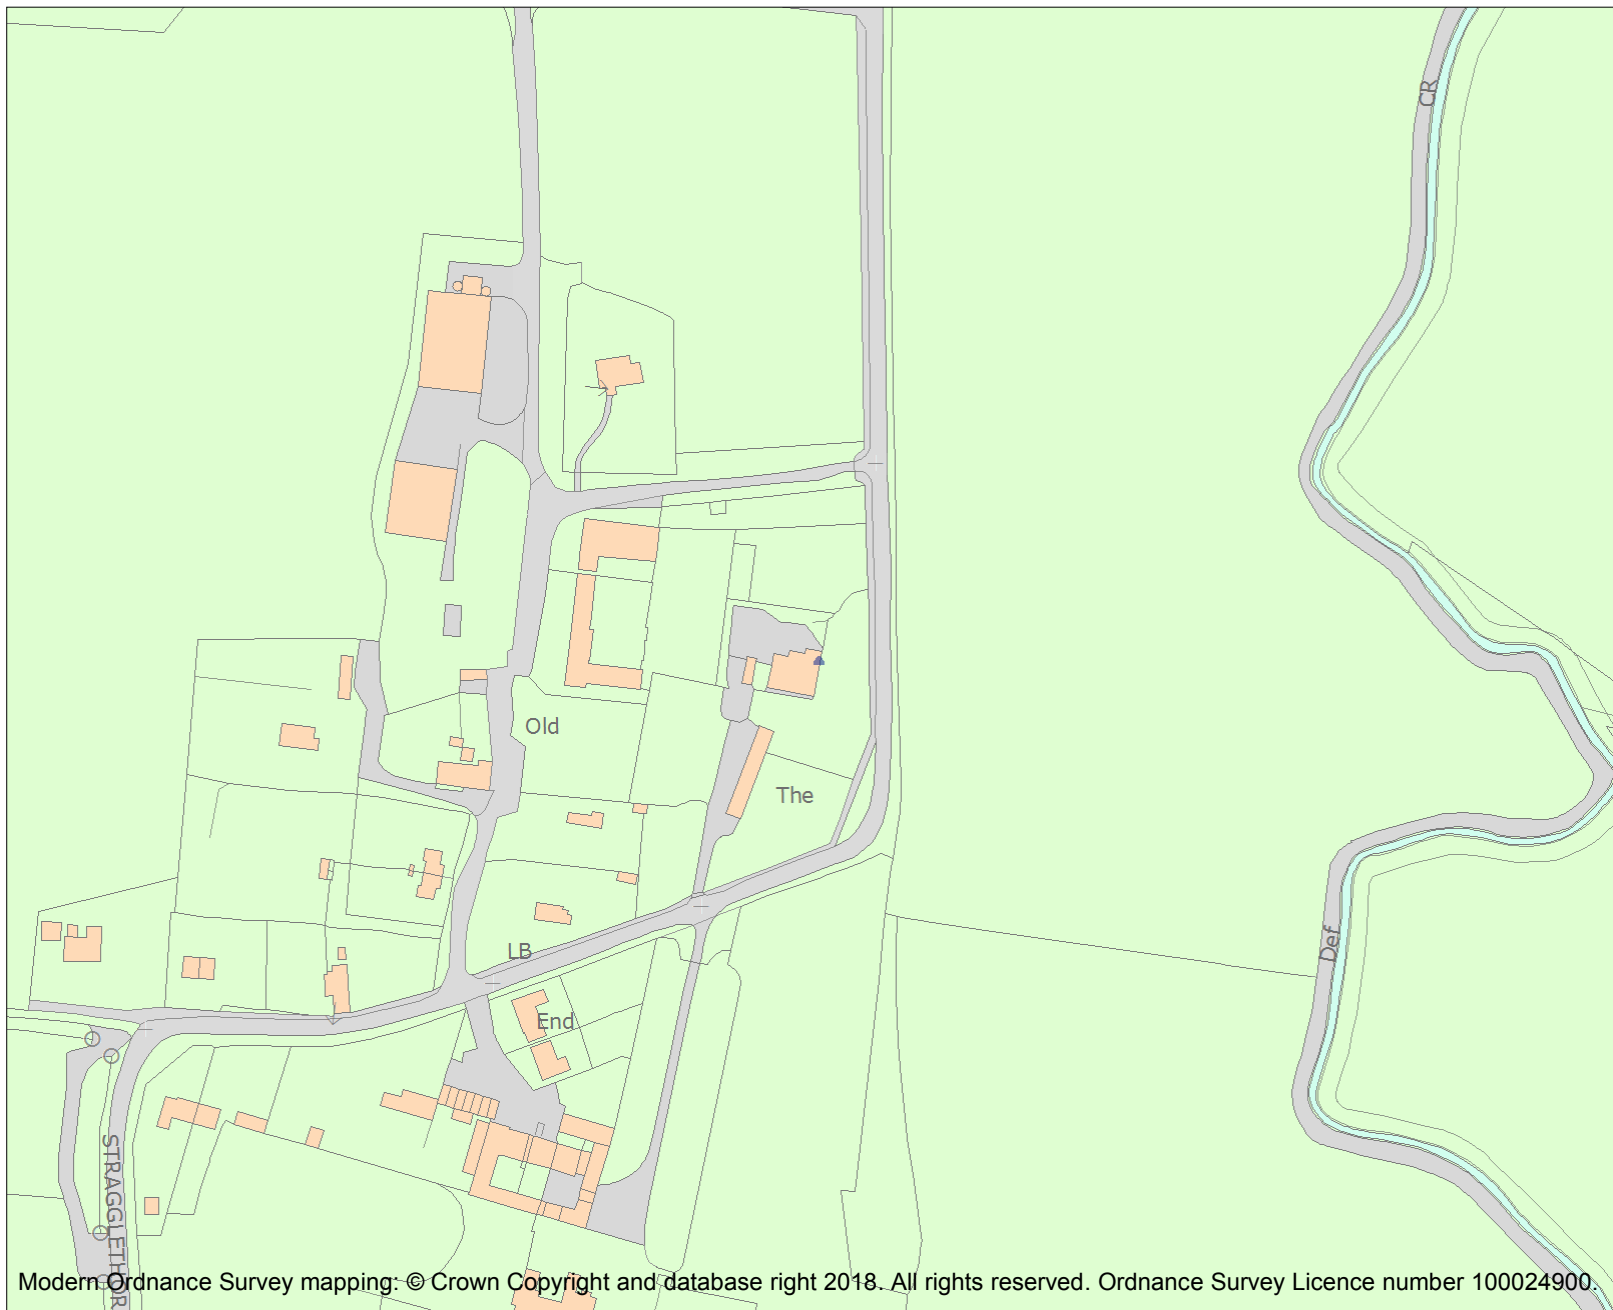 CR
Old
The
LB
Def
End
STRAGGLETHOR
Modern Ordnance Survey mapping: © Crown Copyright and database right 2018. All rights reserved. Ordnance Survey Licence number 100024900.